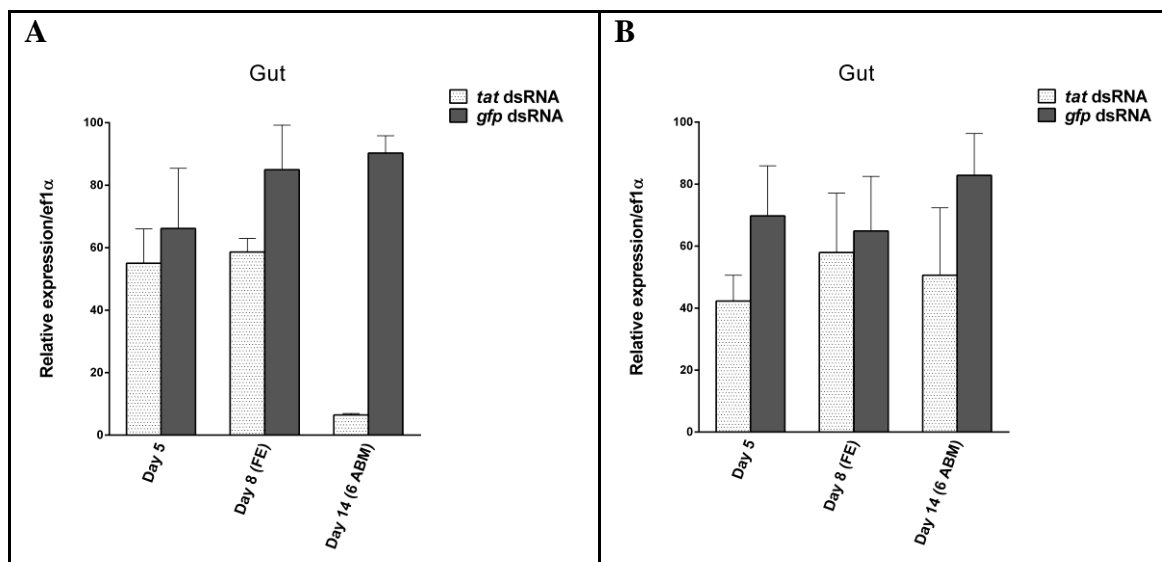 A
Gut
tat dsRNA
gfp dsRNA
Relative expression/ef1α
100
80
60
40
20
0
Day 5
Day 8 (FE)
Day 14 (6 ABM)
B
Gut
tat dsRNA
gfp dsRNA
Relative expression/ef1α
100
80
60
40
20
0
Day 5
Day 8 (FE)
Day 14 (6 ABM)